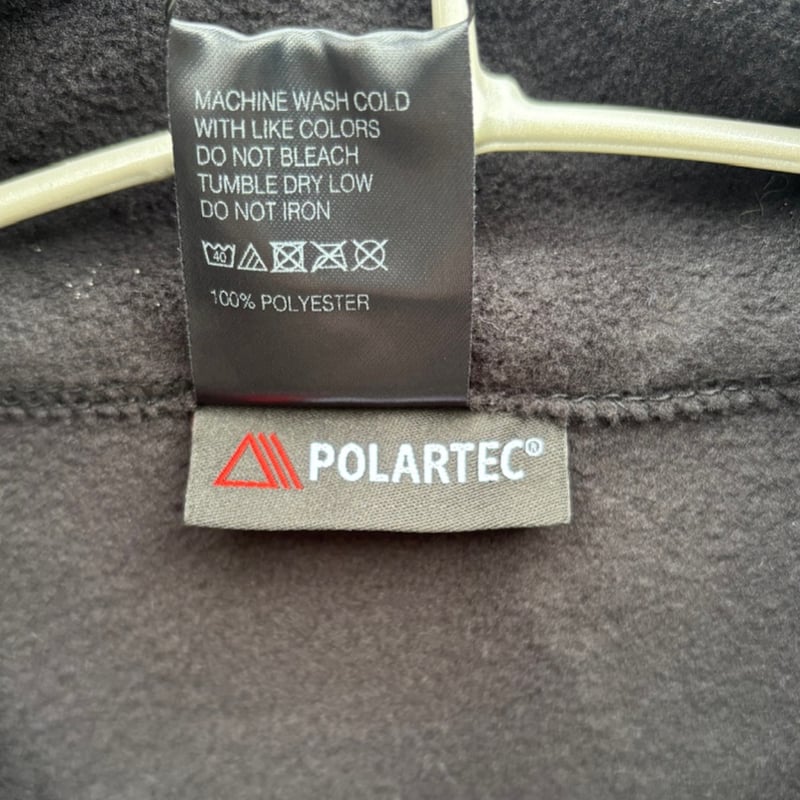 MACHINE WASH COLD
WITH LIKE COLORS
DO NOT BLEACH
TUMBLE DRY LOW
DO NOT IRON
40
100% POLYESTER
POLARTEC®